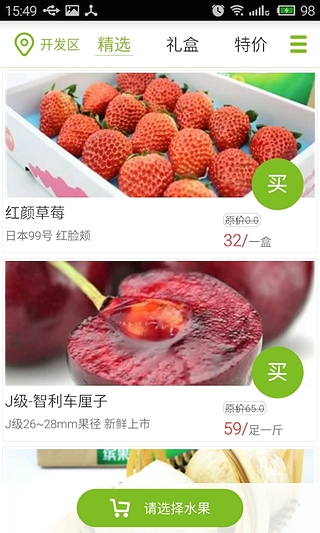 15:49
98
开发区
精选
礼盒
特价
买
红颜草莓
原价0.0
日本99号 红脸颊
32/一盒
买
J级-智利车厘子
原价65.0
J级26~28mm果径 新鲜上市
59/足一斤
缤果
请选择水果